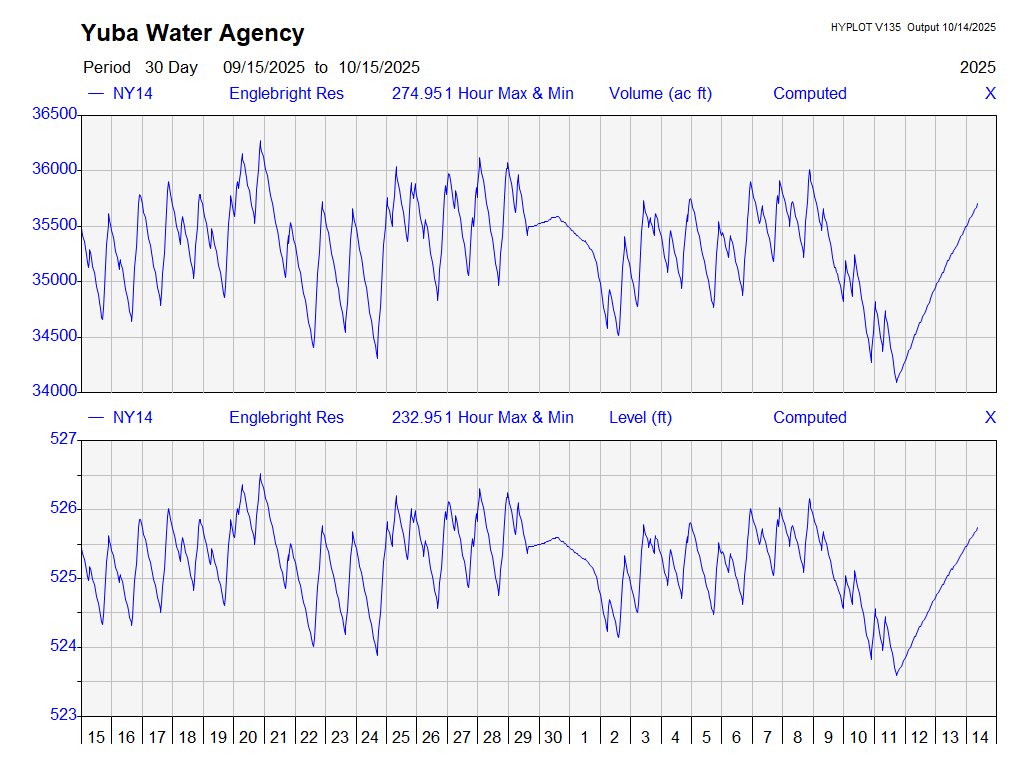 Yuba Water Agency
HYPLOT V135 Output 10/14/2025
Period 30 Day 09/15/2025 to 10/15/2025
2025
NY14 Englebright Res 274.951 Hour Max & Min Volume (ac ft) Computed X
36500
36000
35500
35000
34500
34000
NY14 Englebright Res 232.951 Hour Max & Min Level (ft) Computed X
527
526
525
524
523
15 16 17 18 19 20 21 22 23 24 25 26 27 28 29 30 1 2 3 4 5 6 7 8 9 10 11 12 13 14